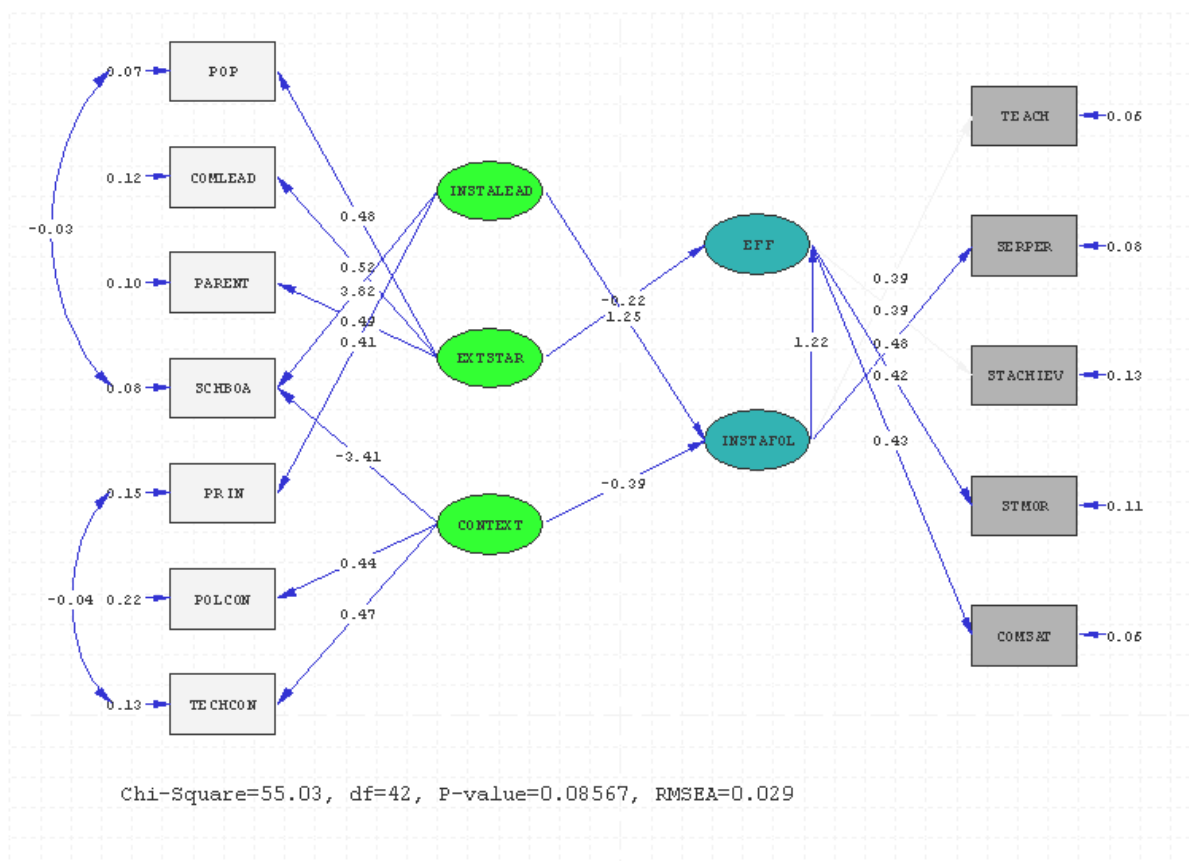 0.07 POP
TEACH 0.06
0.12 COMLEAD
INSTALEAD
0.48
-0.03
EFF
SERPER 0.08
0.52
0.39
0.10 PARENT
3.82
-0.22
0.39
0.49
1.25
0.41
1.22
0.48
EXTSTAR
0.42
STACHIEV 0.13
0.08 SCHBOA
0.43
INSTAFOL
-3.41
-0.39
0.15 PRIN
STMOR 0.11
CONTEXT
0.44
-0.04 0.22 POLCON
0.47
COMSAT 0.06
0.13 TECHCON
Chi-Square=55.03, df=42, P-value=0.08567, RMSEA=0.029